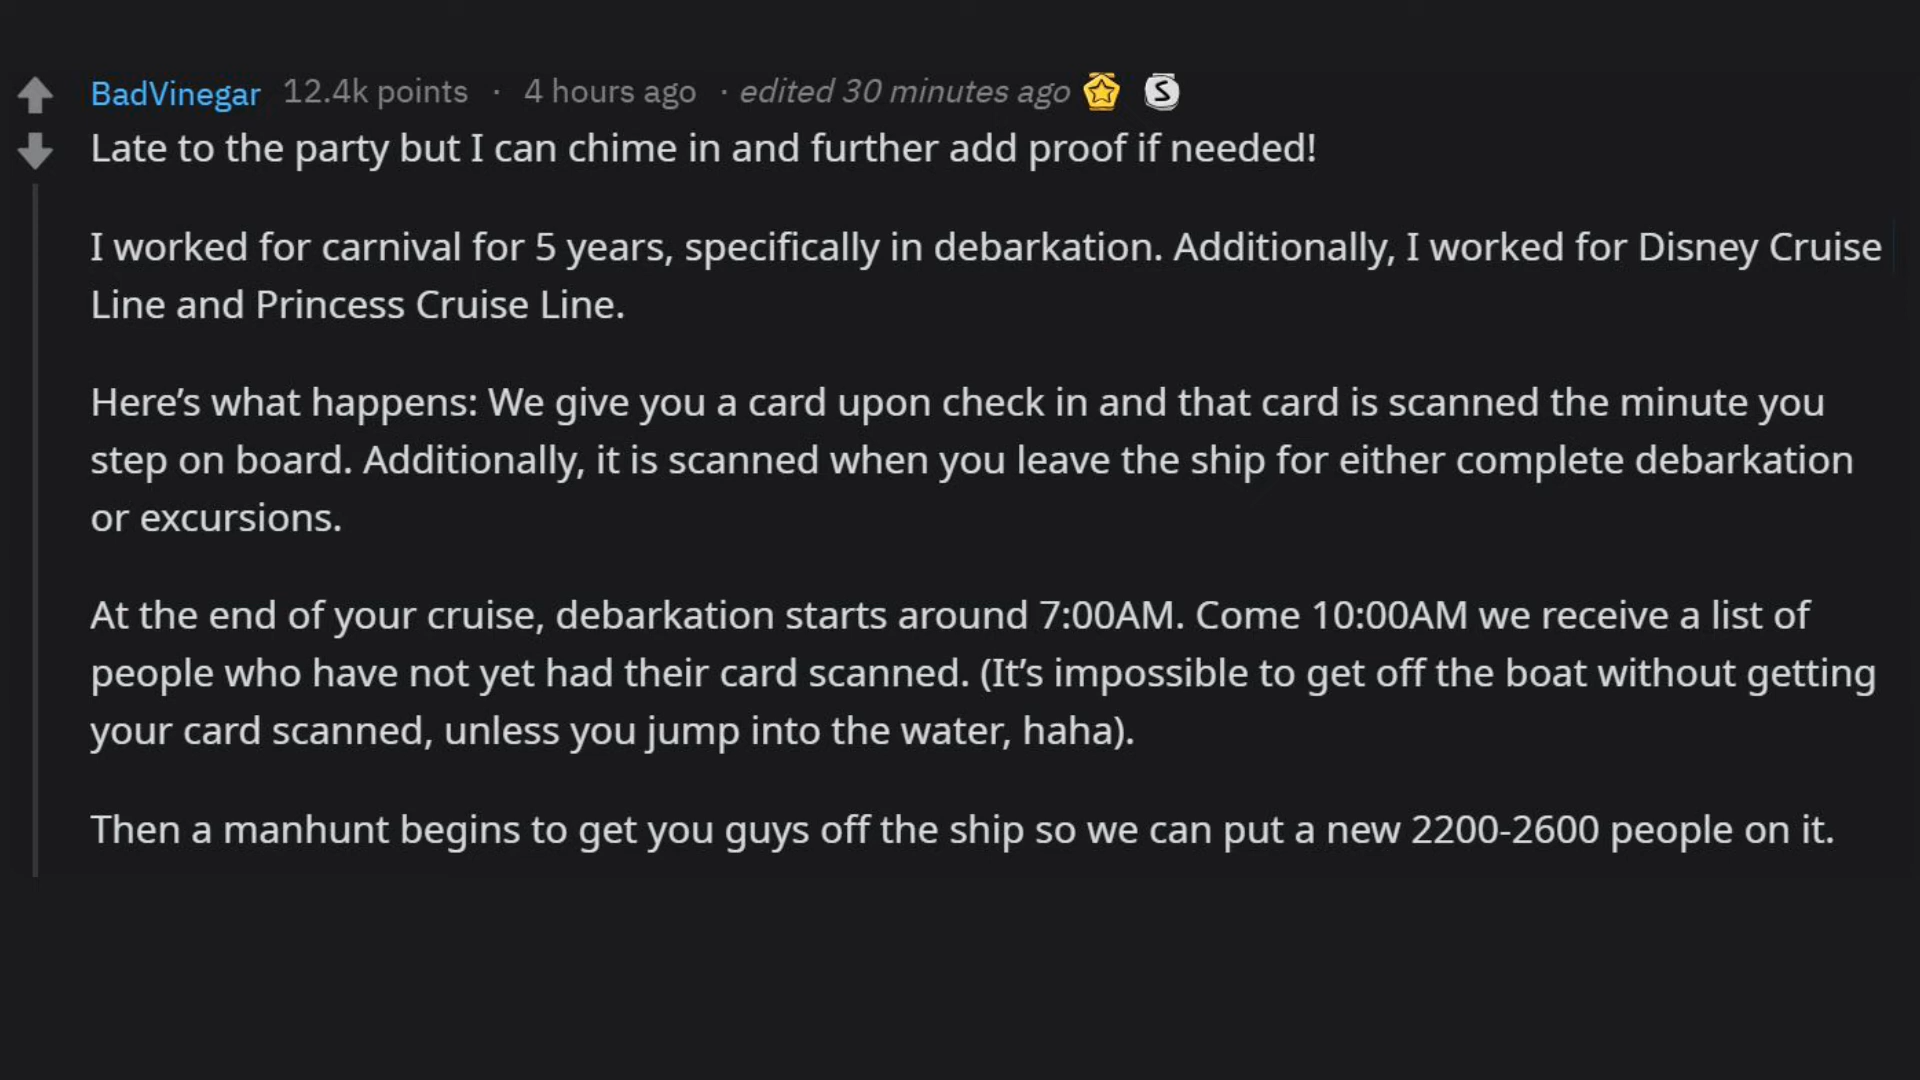 BadVinegar 12.4k points · 4 hours ago · edited 30 minutes ago S
Late to the party but I can chime in and further add proof if needed!
I worked for carnival for 5 years, specifically in debarkation. Additionally, I worked for Disney Cruise
Line and Princess Cruise Line.
Here’s what happens: We give you a card upon check in and that card is scanned the minute you
step on board. Additionally, it is scanned when you leave the ship for either complete debarkation
or excursions.
At the end of your cruise, debarkation starts around 7:00AM. Come 10:00AM we receive a list of
people who have not yet had their card scanned. (It’s impossible to get off the boat without getting
your card scanned, unless you jump into the water, haha).
Then a manhunt begins to get you guys off the ship so we can put a new 2200-2600 people on it.